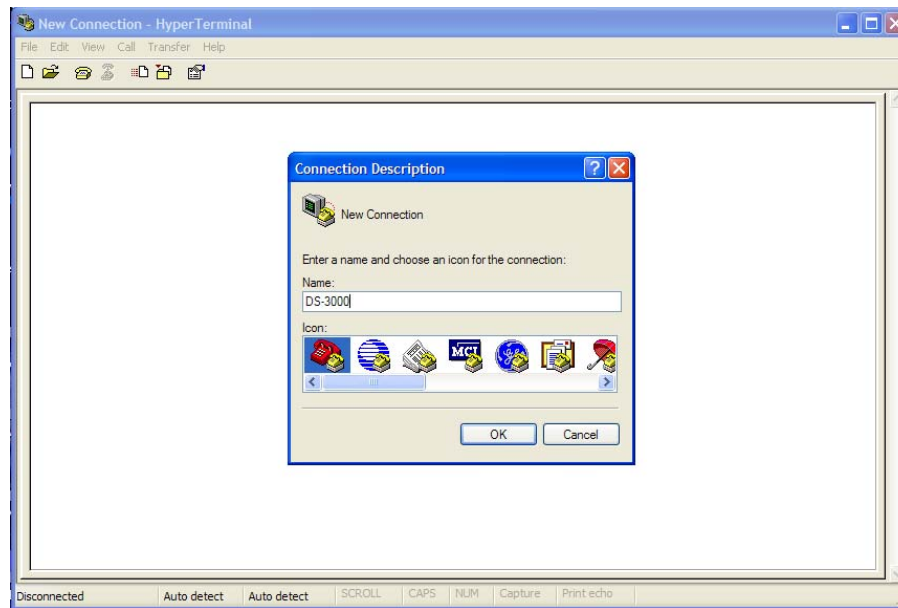 New Connection - HyperTerminal
File Edit View Call Transfer Help
Connection Description
New Connection
Enter a name and choose an icon for the connection:
Name:
DS-3000
Icon:
MCI
OK Cancel
Disconnected Auto detect Auto detect SCROLL CAPS NUM Capture Print echo